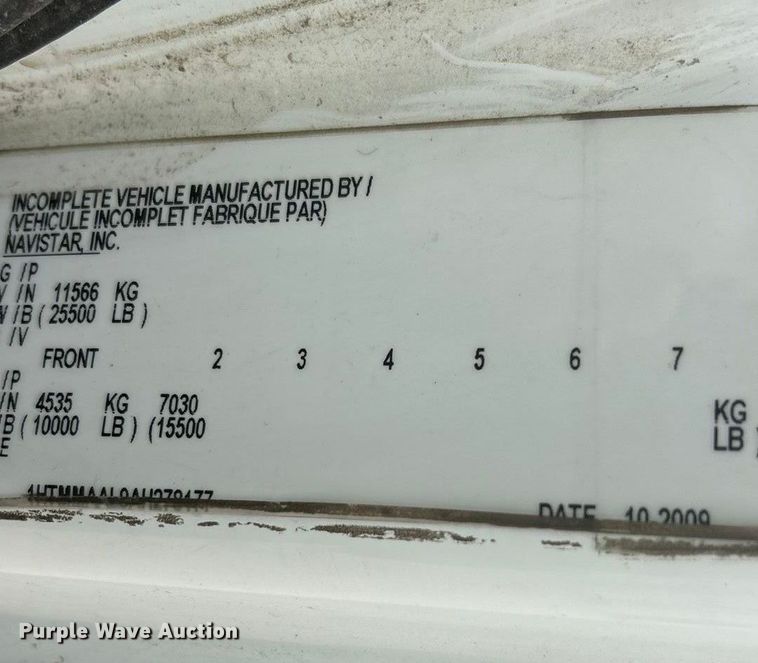 INCOMPLETE VEHICLE MANUFACTURED BY /
(VEHICULE INCOMPLET FABRIQUE PAR)
NAVISTAR, INC.
G /P
/N 11566 KG
/B ( 25500 LB )
/V
FRONT 2 3 4 5 6 7
/P
/N 4535 KG 7030 KG
/B ( 10000 LB ) (15500 LB )
E
DATE 10-2009
Purple Wave Auction